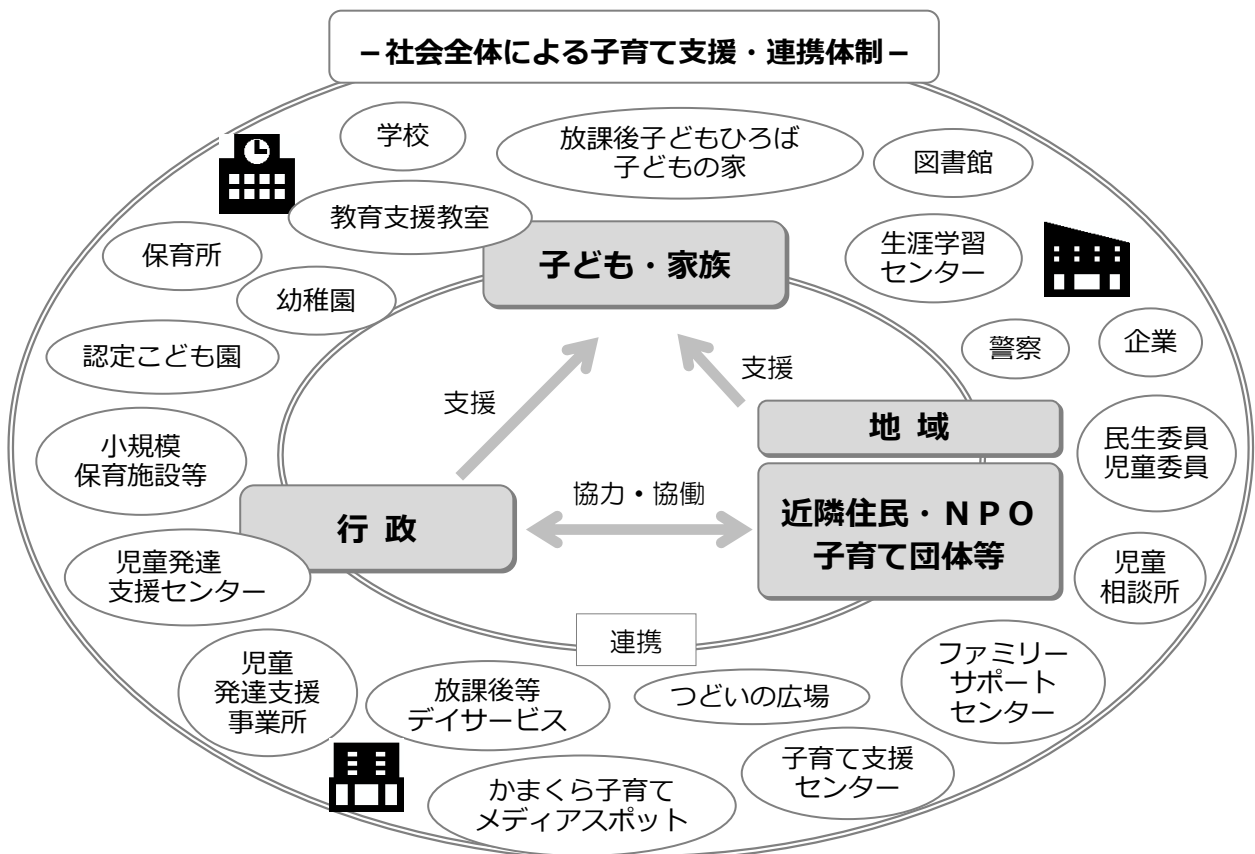 －社会全体による子育て支援・連携体制－
学校
放課後子どもひろば
子どもの家
図書館
教育支援教室
保育所
子ども・家族
生涯学習
センター
幼稚園
認定こども園
警察
企業
支援
支援
地 域
小規模
保育施設等
民生委員
児童委員
協力・協働
行 政
近隣住民・ＮＰＯ
子育て団体等
児童発達
支援センター
児童
相談所
連携
児童
発達支援
事業所
放課後等
デイサービス
つどいの広場
ファミリー
サポート
センター
かまくら子育て
メディアスポット
子育て支援
センター